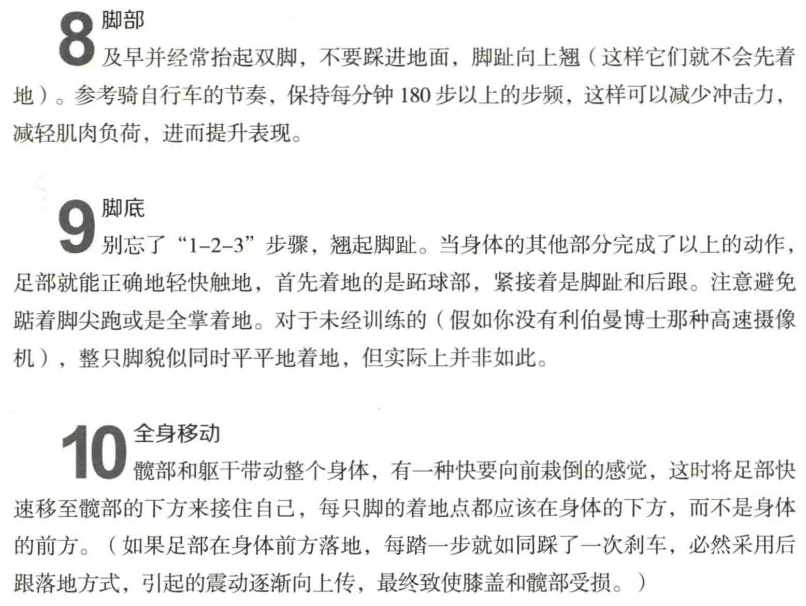 8 脚部
及早并经常抬起双脚，不要踩进地面，脚趾向上翘（这样它们就不会先着
地）。参考骑自行车的节奏，保持每分钟 180 步以上的步频，这样可以减少冲击力，
减轻肌肉负荷，进而提升表现。
9 脚底
别忘了“1–2–3”步骤，翘起脚趾。当身体的其他部分完成了以上的动作，
足部就能正确地轻快触地，首先着地的是跖球部，紧接着是脚趾和后跟。注意避免
踮着脚尖跑或是全掌着地。对于未经训练的（假如你没有利伯曼博士那种高速摄像
机），整只脚貌似同时平平地着地，但实际上并非如此。
10 全身移动
髋部和躯干带动整个身体，有一种快要向前栽倒的感觉，这时将足部快
速移至髋部的下方来接住自己，每只脚的着地点都应该在身体的下方，而不是身体
的前方。（如果足部在身体前方落地，每踏一步就如同踩了一次刹车，必然采用后
跟落地方式，引起的震动逐渐向上传，最终致使膝盖和髋部受损。）